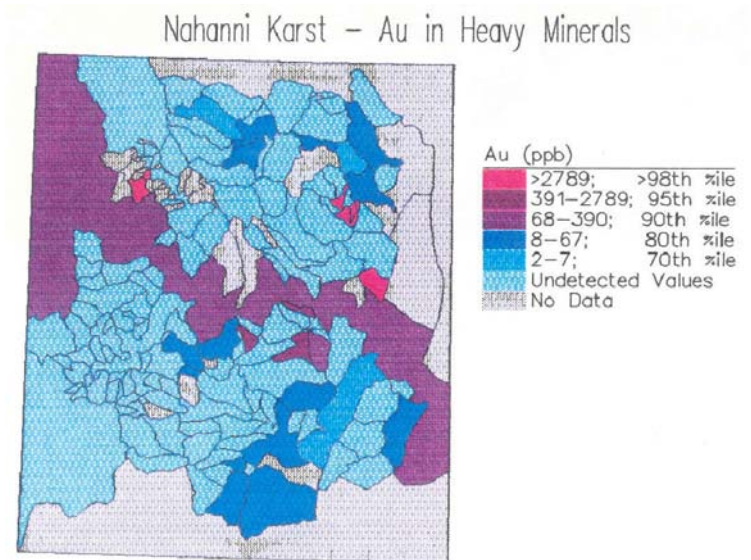 Nahanni Karst - Au in Heavy Minerals
Au (ppb)
>2789; >98th %ile
391-2789; 95th %ile
68-390; 90th %ile
8-67; 80th %ile
2-7; 70th %ile
Undetected Values
No Data